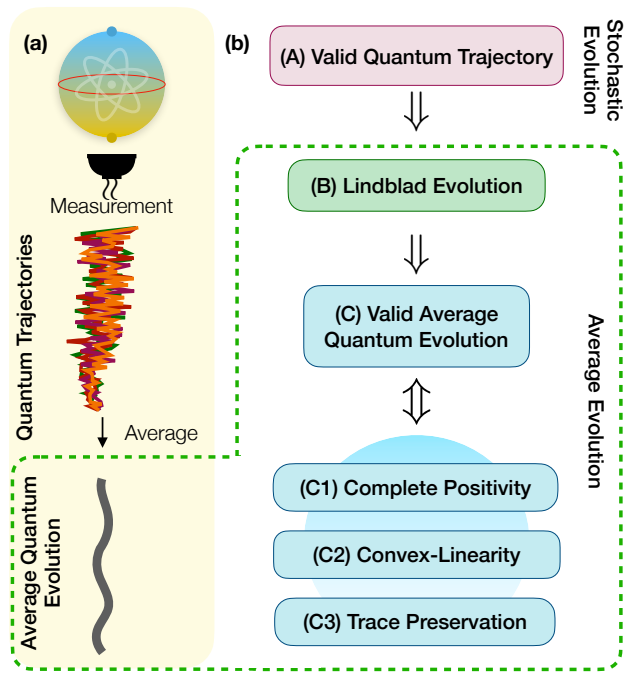 (a)
Measurement
Quantum Trajectories
Average
Average Quantum
Evolution
(b)
(A) Valid Quantum Trajectory
Stochastic
Evolution
(B) Lindblad Evolution
(C) Valid Average
Quantum Evolution
Average Evolution
(C1) Complete Positivity
(C2) Convex-Linearity
(C3) Trace Preservation